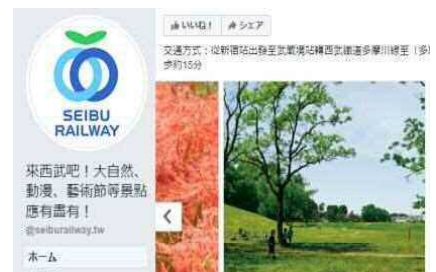 いいね！ シェア
交通方式：從新宿站出發至武藏境站轉西武鐵道多摩川線至「多
步約15分
SEIBU
RAILWAY
來西武吧！大自然、
動漫、藝術節等景點
應有盡有！
@seiburailway.tw
ホーム